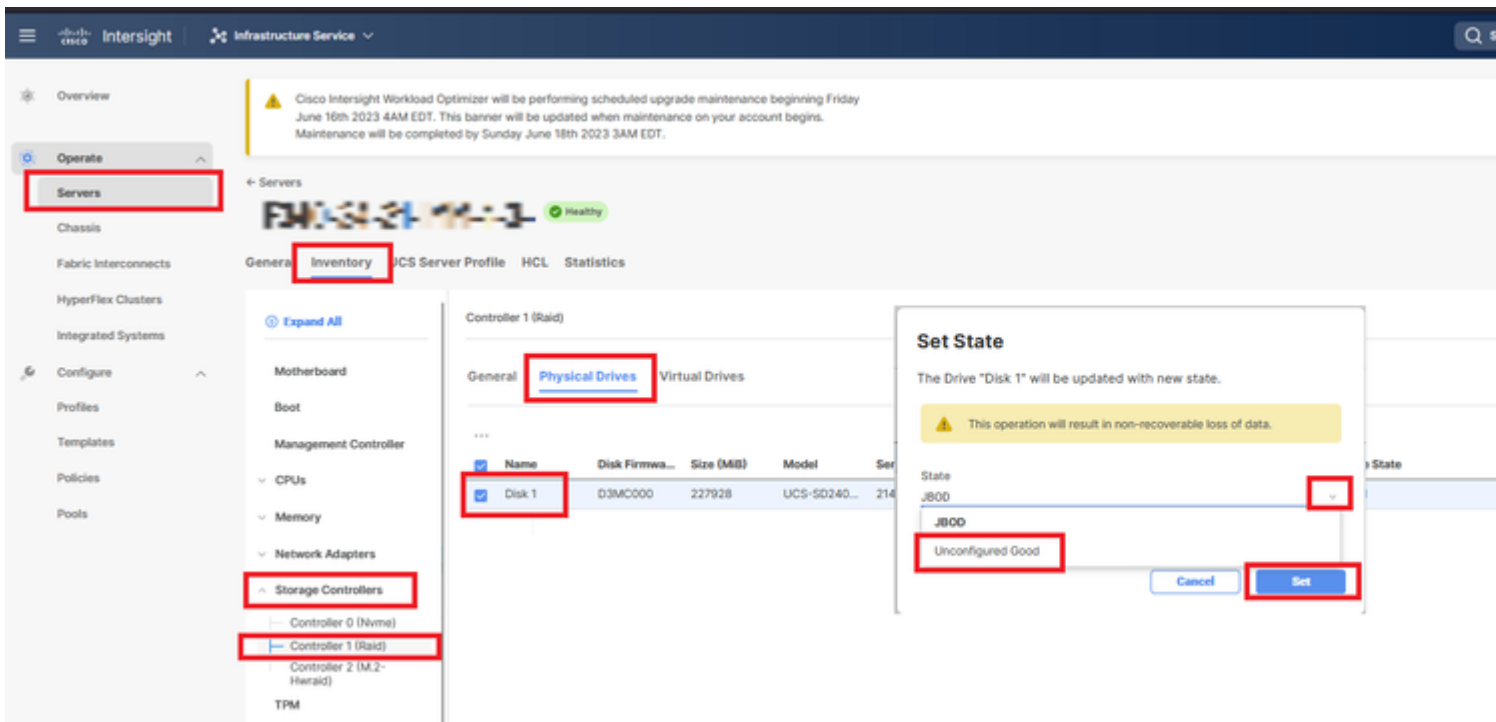 cisco Intersight
Infrastructure Service
Overview
Cisco Intersight Workload Optimizer will be performing scheduled upgrade maintenance beginning Friday
June 16th 2023 4AM EDT. This banner will be updated when maintenance on your account begins.
Maintenance will be completed by Sunday June 18th 2023 3AM EDT.
Operate
Servers
Chassis
Fabric Interconnects
HyperFlex Clusters
Integrated Systems
Configure
Profiles
Templates
Policies
Pools
← Servers
Healthy
General Inventory UCS Server Profile HCL Statistics
Expand All
Motherboard
Boot
Management Controller
CPUs
Memory
Network Adapters
Storage Controllers
Controller 0 (Nvme)
Controller 1 (Raid)
Controller 2 (M.2-
Hwraid)
TPM
Controller 1 (Raid)
General Physical Drives Virtual Drives
...
Name Disk Firmwa... Size (MiB) Model Ser State
Disk 1 D3MC000 227928 UCS-SD240... 214
Set State
The Drive "Disk 1" will be updated with new state.
This operation will result in non-recoverable loss of data.
State
JBOD
JBOD
Unconfigured Good
Cancel Set